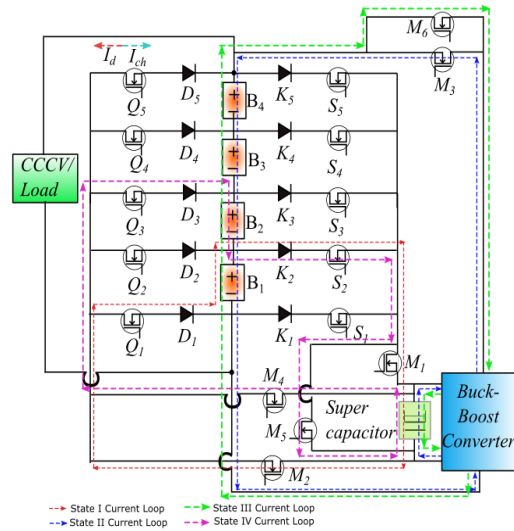 M6
Id Ich
M3
Q5 D5 K5 S5
B4
Q4 D4 K4 S4
CCCV/
Load
B3
Q3 D3 K3 S3
B2
Q2 D2 K2 S2
B1
Q1 D1 K1 S1
M1
M4
Super
capacitor
M5
Buck-
Boost
Converter
M2
State I Current Loop
State III Current Loop
State II Current Loop
State IV Current Loop